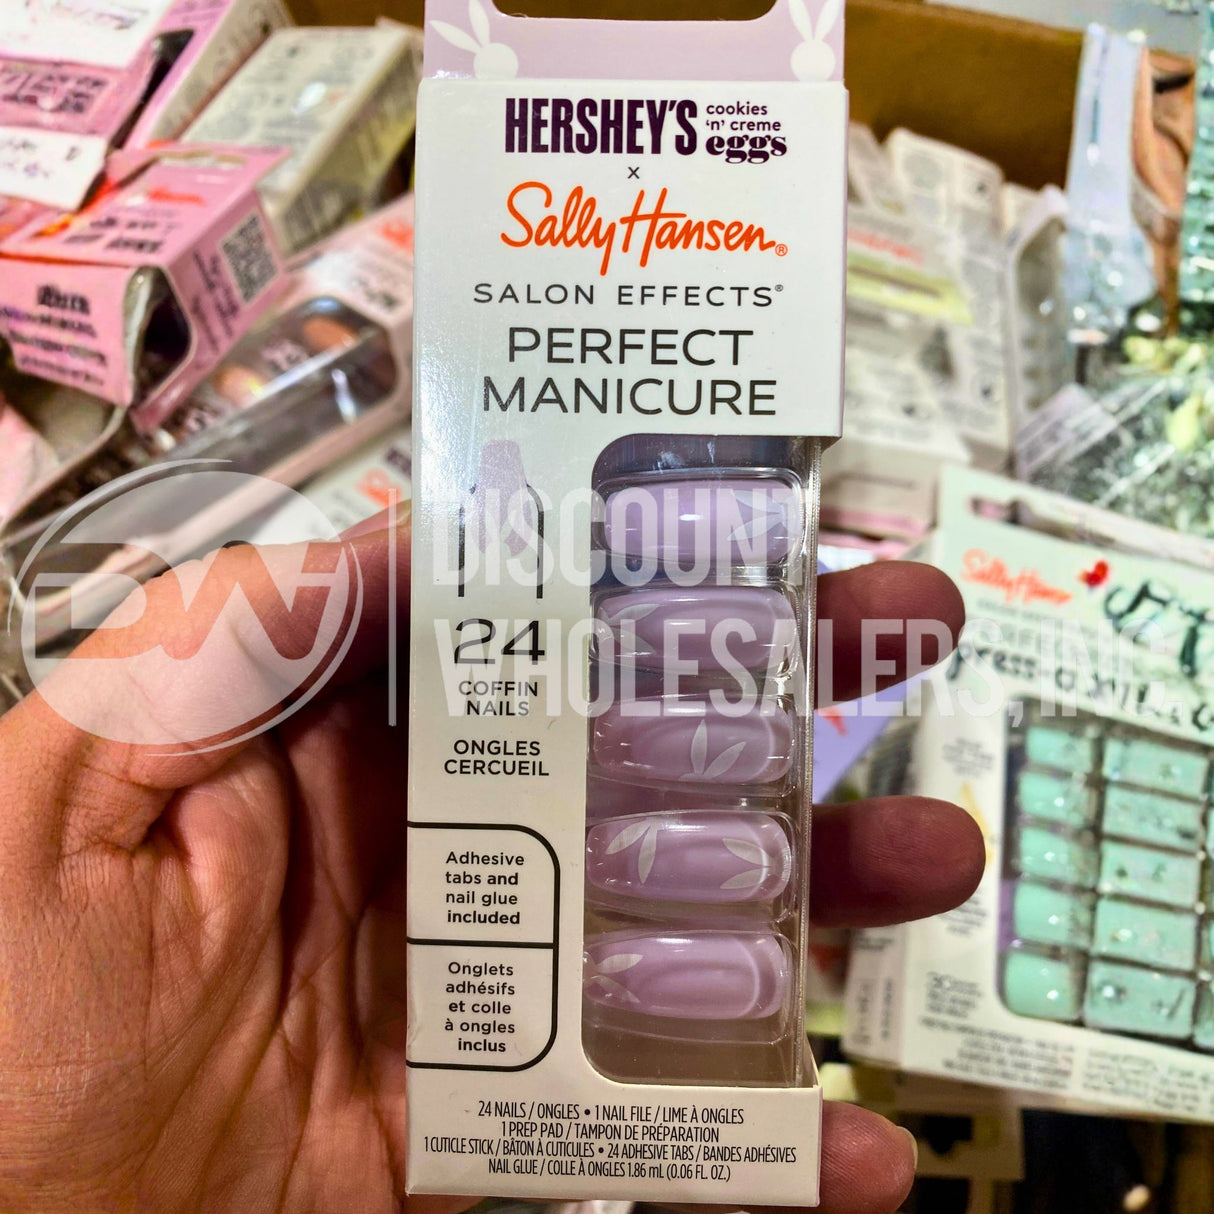 HERSHEY'S cookies
'n' creme
eggs
x
Sally Hansen®
SALON EFFECTS®
PERFECT
MANICURE
24
COFFIN
NAILS
ONGLES
CERCUEIL
Adhesive
tabs and
nail glue
included
Onglets
adhésifs
et colle
à ongles
inclus
24 NAILS / ONGLES • 1 NAIL FILE / LIME À ONGLES
1 PREP PAD / TAMPON DE PRÉPARATION
1 CUTICLE STICK / BÂTON À CUTICULES • 24 ADHESIVE TABS / BANDES ADHÉSIVES
NAIL GLUE / COLLE À ONGLES 1.86 mL (0.06 FL. OZ.)
DW
DISCOUNT
WHOLESALERS, INC.
Sally Hansen